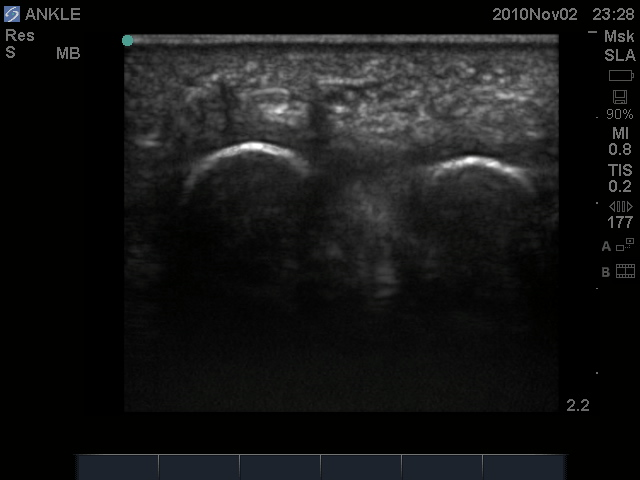 ANKLE 2010Nov02 23:28
Res
S MB
Msk
SLA
90%
MI
0.8
TIS
0.2
177
A
B
2.2